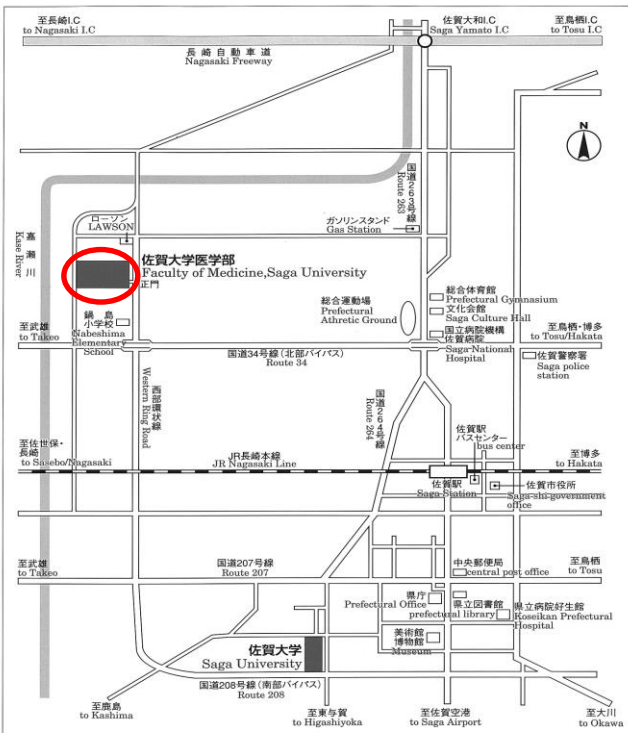 至長崎I.C
to Nagasaki I.C
佐賀大和I.C
Saga Yamato I.C
至鳥栖I.C
to Tosu I.C
長崎自動車道
Nagasaki Freeway
N
国道263号線
Route 263
ローソン
LAWSON
ガソリンスタンド
Gas Station
嘉瀬川
Kase River
佐賀大学医学部
Faculty of Medicine,Saga University
正門
鍋島
小学校
Nabeshima
Elementary
School
総合運動場
Prefectural
Athretic Ground
総合体育館
Prefectural Gymnasium
文化会館
Saga Culture Hall
国立病院機構
佐賀病院
Saga-National
Hospital
至武雄
to Takeo
至鳥栖・博多
to Tosu/Hakata
国道34号線(北部バイパス)
Route 34
佐賀警察署
Saga police
station
西部環状線
Western Ring Road
国道264号線
Route 264
至佐世保・
長崎
to Sasebo/Nagasaki
JR長崎本線
JR Nagasaki Line
佐賀駅
バスセンター
bus center
至博多
to Hakata
佐賀駅
Saga-Station
佐賀市役所
Saga-shi-government
office
至武雄
to Takeo
国道207号線
Route 207
中央郵便局
central post office
至鳥栖
to Tosu
県庁
Prefectural Office
県立図書館
prefectural library
県立病院好生館
Koseikan Prefectural
Hospital
美術館
博物館
Museum
佐賀大学
Saga University
国道208号線(南部バイパス)
Route 208
至鹿島
to Kashima
至東与賀
to Higashiyoka
至佐賀空港
to Saga Airport
至大川
to Okawa